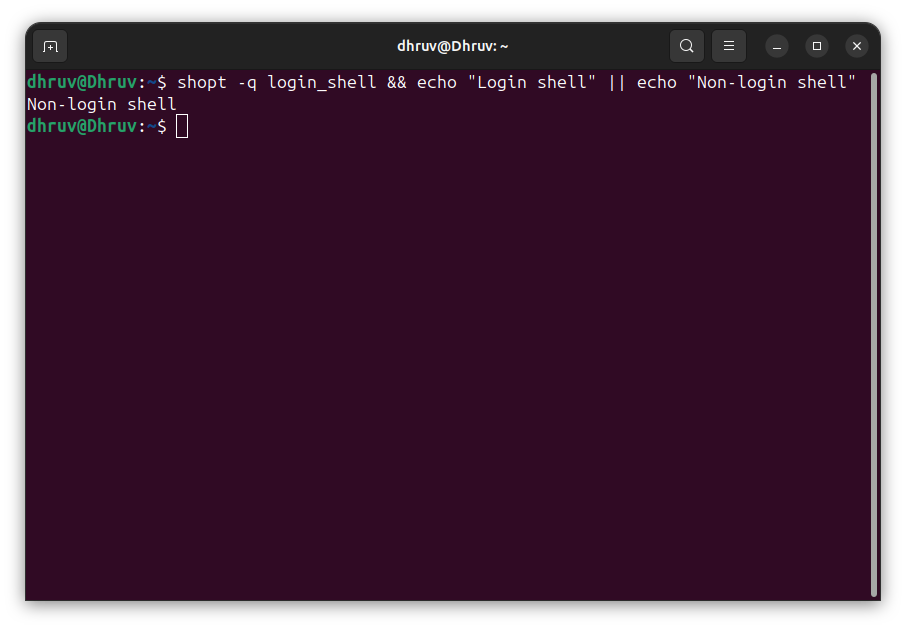 dhruv@Dhruv: ~
dhruv@Dhruv:~$ shopt -q login_shell && echo "Login shell" || echo "Non-login shell"
Non-login shell
dhruv@Dhruv:~$